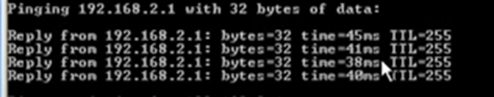 Pinging 192.168.2.1 with 32 bytes of data:
Reply from 192.168.2.1: bytes=32 time=45ms TTL=255
Reply from 192.168.2.1: bytes=32 time=41ms TTL=255
Reply from 192.168.2.1: bytes=32 time=38ms TTL=255
Reply from 192.168.2.1: bytes=32 time=40ms TTL=255